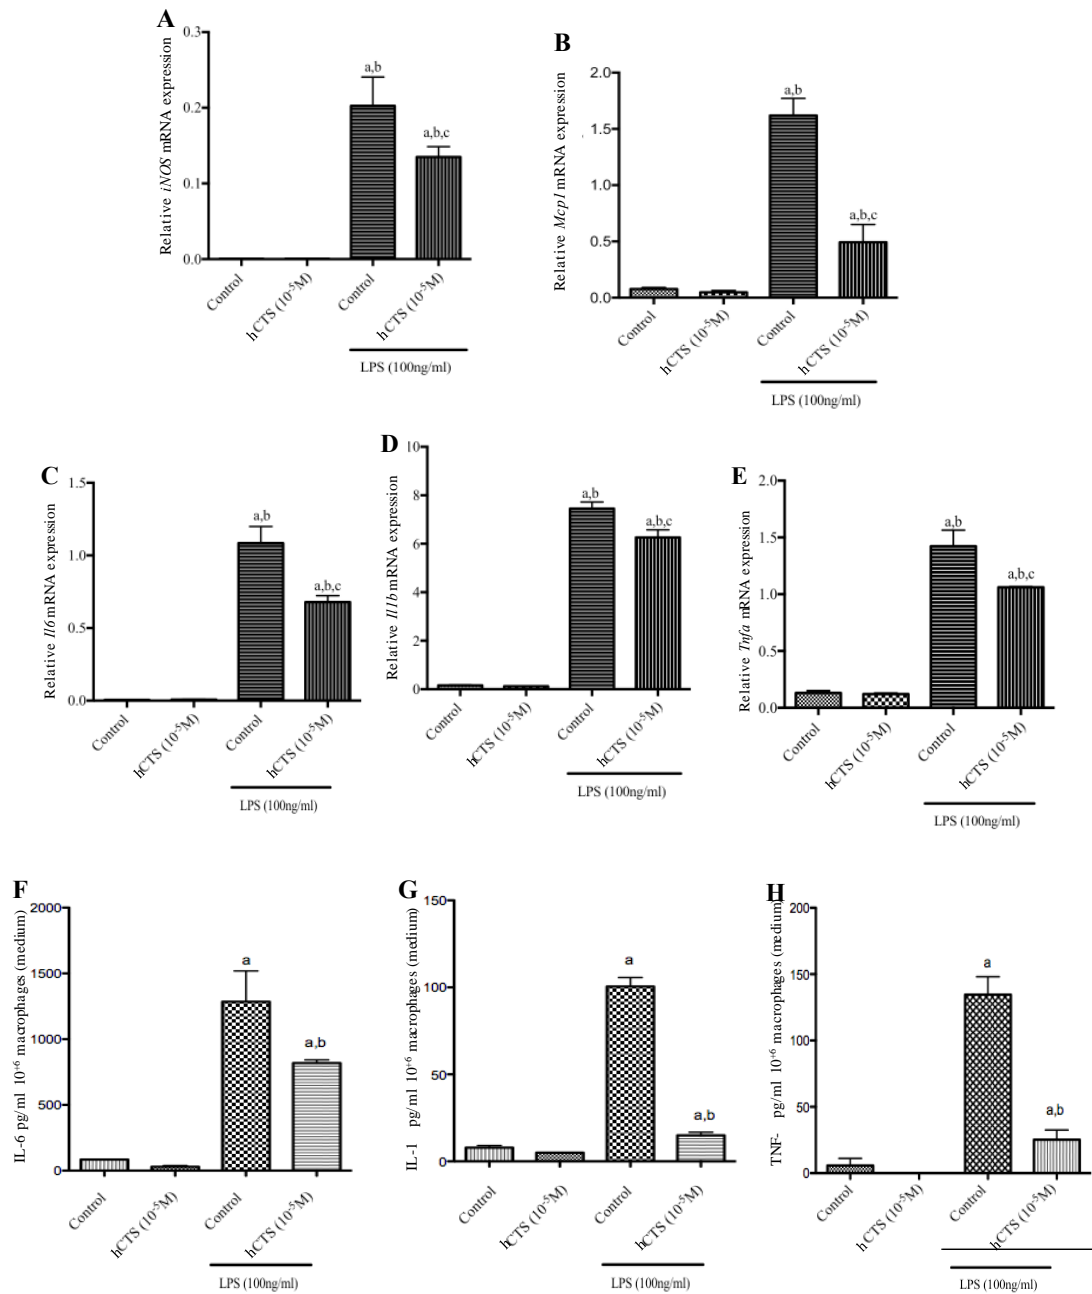 A
Relative iNOS mRNA expression
0.3
0.2
0.1
0.0
a,b
a,b,c
Control
hCTS (10⁻⁵M)
Control
hCTS (10⁻⁵M)
LPS (100ng/ml)
B
Relative Mcp1 mRNA expression
2.0
1.5
1.0
0.5
0.0
a,b
a,b,c
Control
hCTS (10⁻⁵M)
Control
hCTS (10⁻⁵M)
LPS (100ng/ml)
C
Relative Il6 mRNA expression
1.5
1.0
0.5
0.0
a,b
a,b,c
Control
hCTS (10⁻⁵M)
Control
hCTS (10⁻⁵M)
LPS (100ng/ml)
D
Relative Il1b mRNA expression
10
8
6
4
2
0
a,b
a,b,c
Control
hCTS (10⁻⁵M)
Control
hCTS (10⁻⁵M)
LPS (100ng/ml)
E
Relative Tnfa mRNA expression
2.0
1.5
1.0
0.5
0.0
a,b
a,b,c
Control
hCTS (10⁻⁵M)
Control
hCTS (10⁻⁵M)
LPS (100ng/ml)
F
IL-6 pg/ml 10⁺⁶ macrophages (medium)
2000
1500
1000
500
0
a
a,b
Control
hCTS (10⁻⁵M)
Control
hCTS (10⁻⁵M)
LPS (100ng/ml)
G
IL-1 pg/ml 10⁺⁶ macrophages (medium)
150
100
50
0
a
a,b
Control
hCTS (10⁻⁵M)
Control
hCTS (10⁻⁵M)
LPS (100ng/ml)
H
TNF- pg/ml 10⁺⁶ macrophages (medium)
200
150
100
50
0
a
a,b
Control
hCTS (10⁻⁵M)
Control
hCTS (10⁻⁵M)
LPS (100ng/ml)